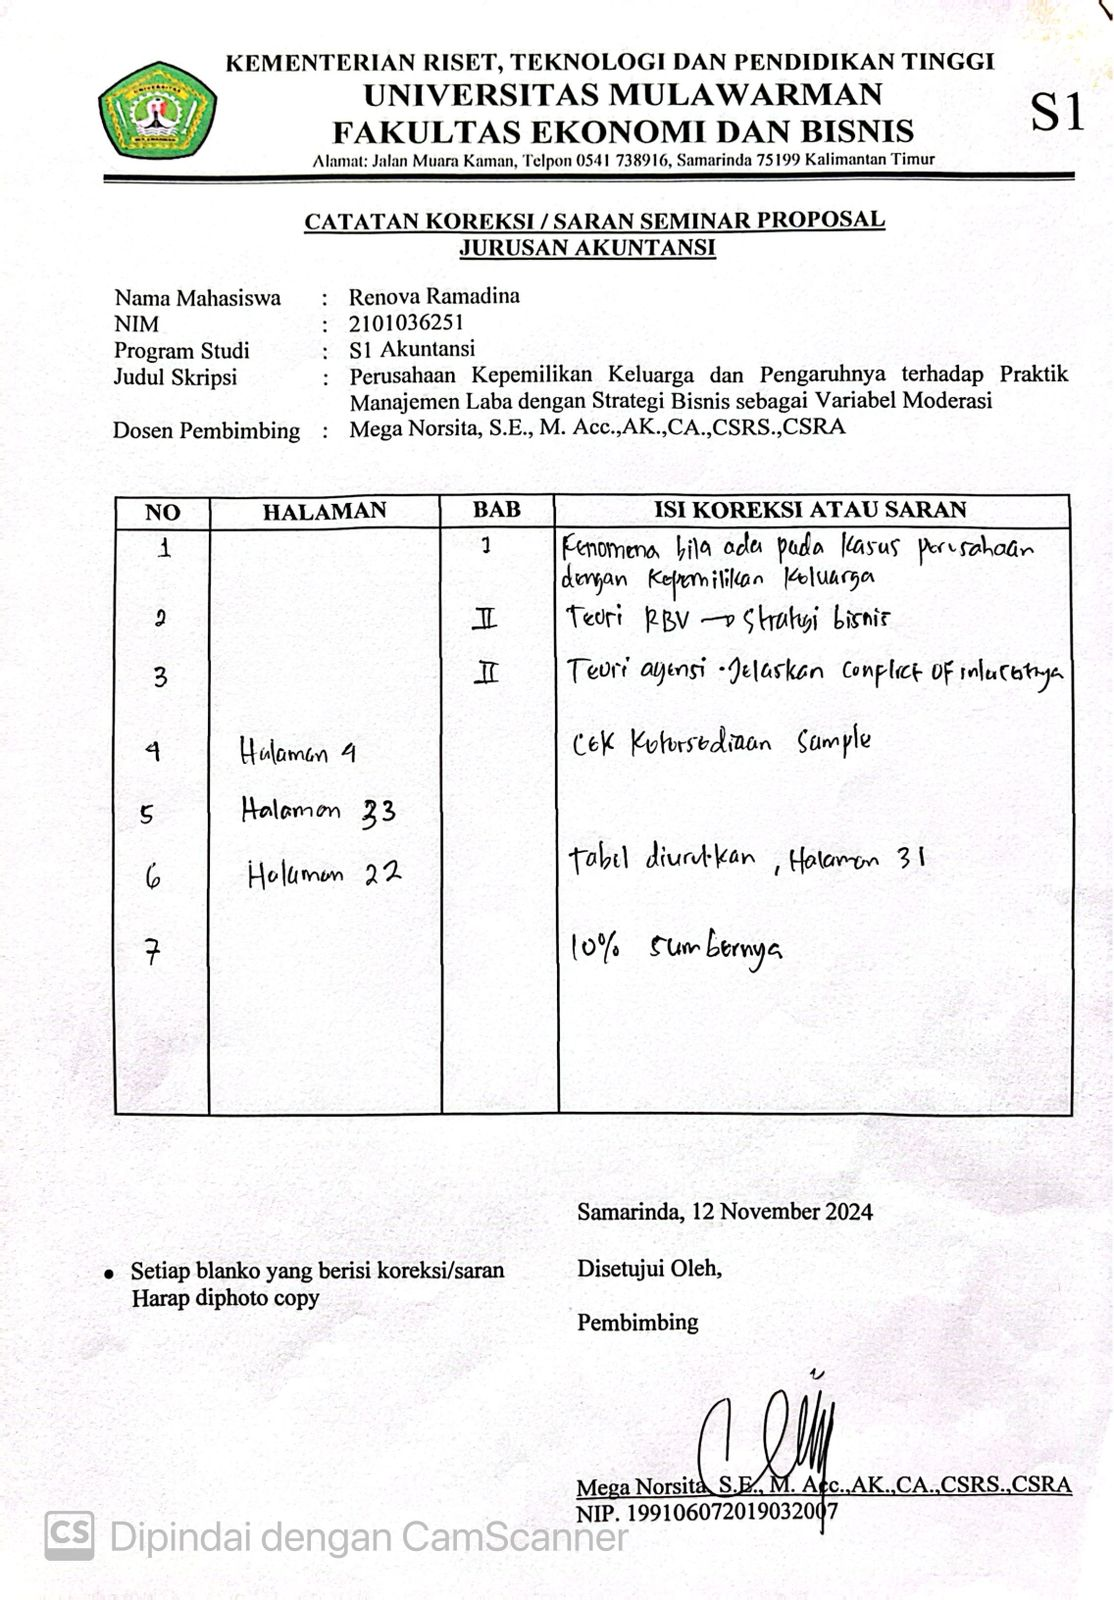 KEMENTERIAN RISET, TEKNOLOGI DAN PENDIDIKAN TINGGI
UNIVERSITAS MULAWARMAN
FAKULTAS EKONOMI DAN BISNIS
S1
Alamat: Jalan Muara Kaman, Telpon 0541 738916, Samarinda 75199 Kalimantan Timur
CATATAN KOREKSI / SARAN SEMINAR PROPOSAL
JURUSAN AKUNTANSI
Nama Mahasiswa : Renova Ramadina
NIM : 2101036251
Program Studi : S1 Akuntansi
Judul Skripsi : Perusahaan Kepemilikan Keluarga dan Pengaruhnya terhadap Praktik
Manajemen Laba dengan Strategi Bisnis sebagai Variabel Moderasi
Dosen Pembimbing : Mega Norsita, S.E., M. Acc.,AK.,CA.,CSRS.,CSRA
NO HALAMAN BAB ISI KOREKSI ATAU SARAN
1 1 Fenomena bila ada pada kasus perusahaan
dengan kepemilikan keluarga
2 II Teori RBV → strategi bisnis
3 II Teori agensi · Jelaskan conflict of interestnya
4 Halaman 4 Cek ketersediaan sample
5 Halaman 33
6 Halaman 22 Tabel diurutkan, Halaman 31
7 10% sumbernya
Samarinda, 12 November 2024
• Setiap blanko yang berisi koreksi/saran Disetujui Oleh,
Harap diphoto copy
Pembimbing
Mega Norsita, S.E., M. Acc.,AK.,CA.,CSRS.,CSRA
NIP. 199106072019032007
CS Dipindai dengan CamScanner